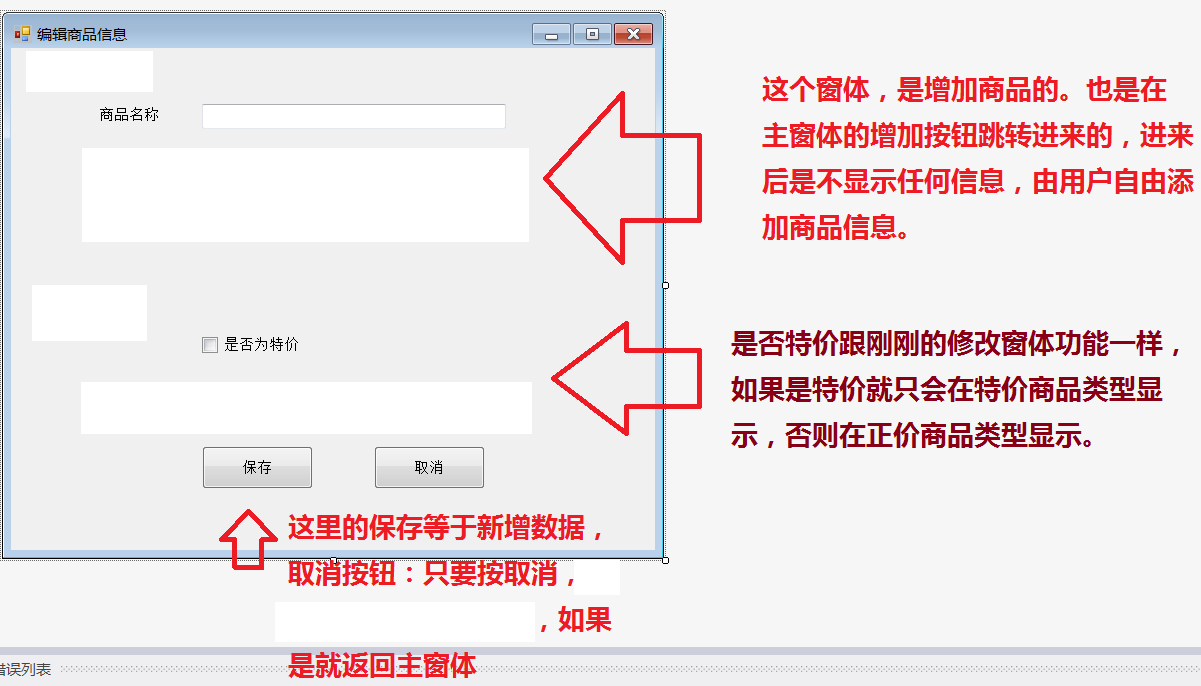 编辑商品信息
商品名称
是否为特价
保存
取消
这个窗体，是增加商品的。也是在
主窗体的增加按钮跳转进来的，进来
后是不显示任何信息，由用户自由添
加商品信息。
是否特价跟刚刚的修改窗体功能一样，
如果是特价就只会在特价商品类型显
示，否则在正价商品类型显示。
这里的保存等于新增数据，
取消按钮：只要按取消，
，如果
是就返回主窗体
错误列表